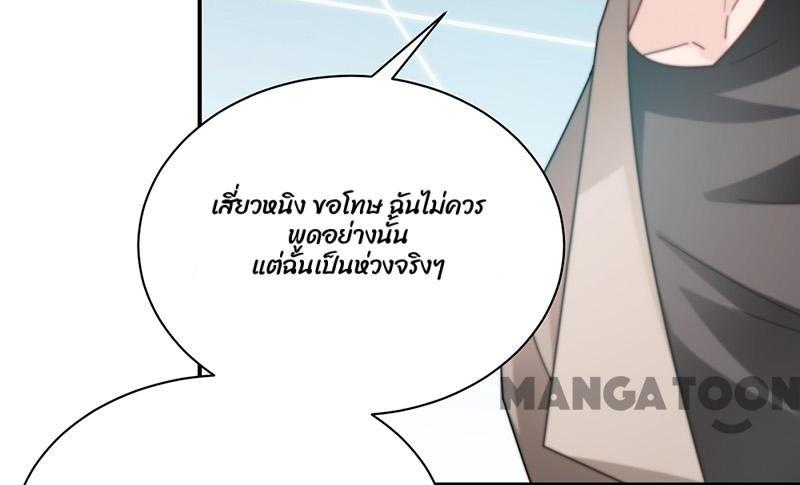 เสี่ยวหนิง ขอโทษ ฉันไม่ควร
พูดอย่างนั้น
แต่ฉันเป็นห่วงจริงๆ
MANGATOON